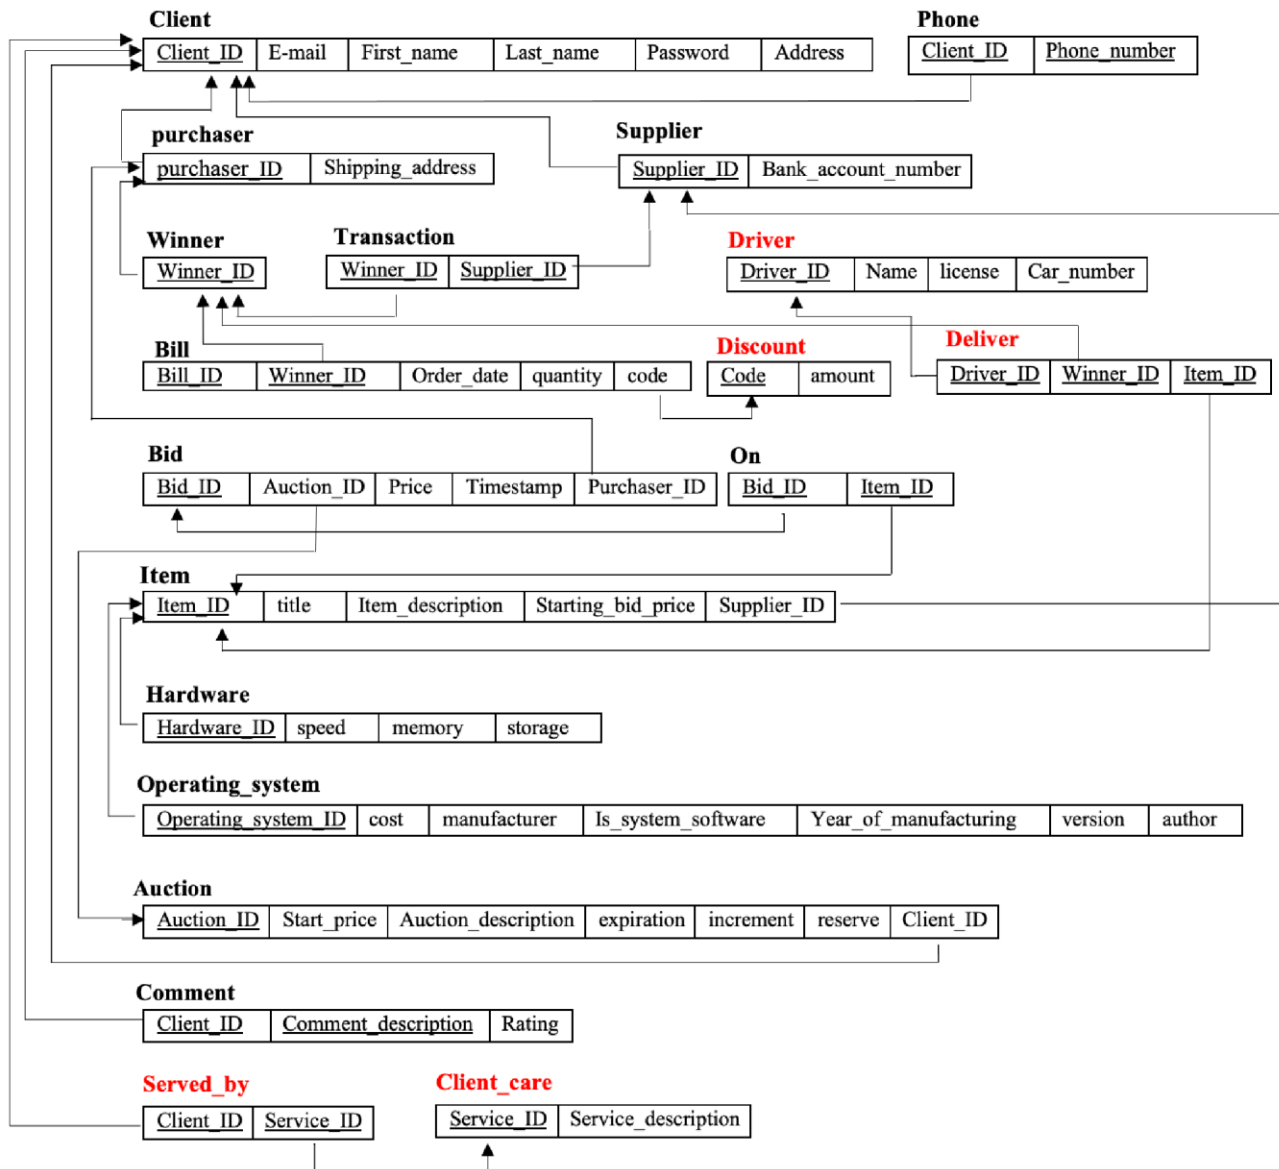 Client
Phone
Client_ID E-mail First_name Last_name Password Address
Client_ID Phone_number
purchaser
Supplier
purchaser_ID Shipping_address
Supplier_ID Bank_account_number
Winner
Transaction
Driver
Winner_ID
Winner_ID Supplier_ID
Driver_ID Name license Car_number
Bill
Discount
Deliver
Bill_ID Winner_ID Order_date quantity code
Code amount
Driver_ID Winner_ID Item_ID
Bid
On
Bid_ID Auction_ID Price Timestamp Purchaser_ID
Bid_ID Item_ID
Item
Item_ID title Item_description Starting_bid_price Supplier_ID
Hardware
Hardware_ID speed memory storage
Operating_system
Operating_system_ID cost manufacturer Is_system_software Year_of_manufacturing version author
Auction
Auction_ID Start_price Auction_description expiration increment reserve Client_ID
Comment
Client_ID Comment_description Rating
Served_by
Client_care
Client_ID Service_ID
Service_ID Service_description